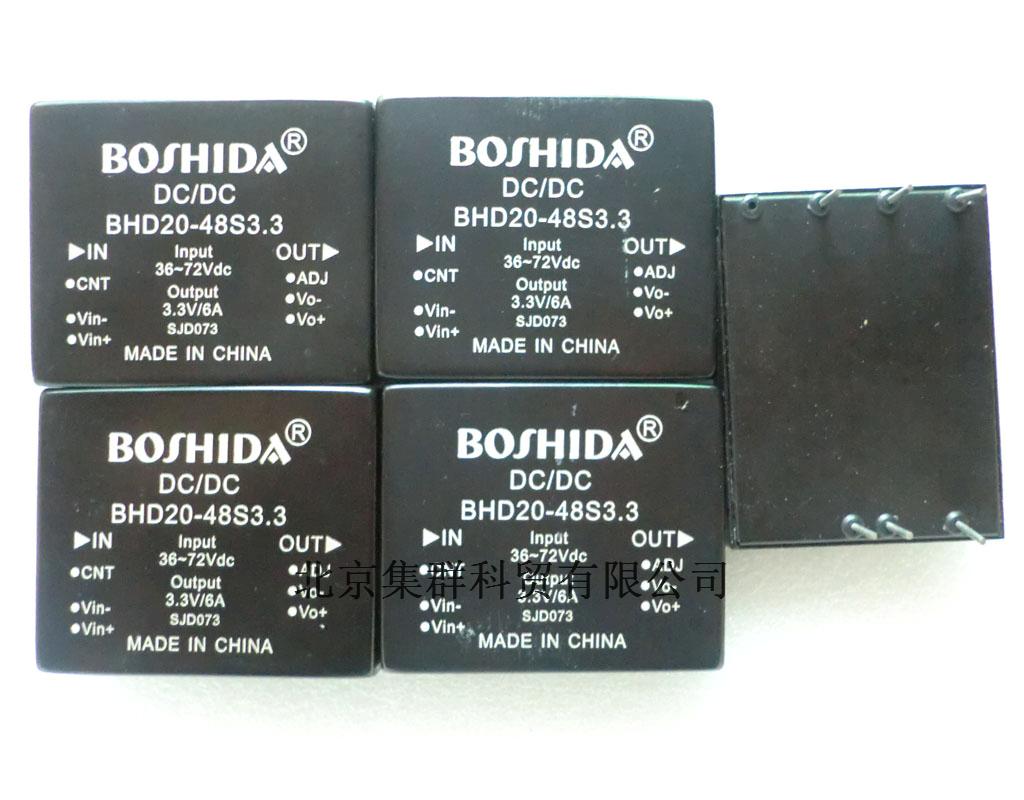 BOSHIDA®
DC/DC
BHD20-48S3.3
▶IN Input OUT▶
36~72Vdc
●CNT Output ●ADJ
3.3V/6A ●Vo-
●Vin- SJD073 ●Vo+
●Vin+
MADE IN CHINA
BOSHIDA®
DC/DC
BHD20-48S3.3
▶IN Input OUT▶
36~72Vdc
●CNT Output ●ADJ
3.3V/6A ●Vo-
●Vin- SJD073 ●Vo+
●Vin+
MADE IN CHINA
BOSHIDA®
DC/DC
BHD20-48S3.3
▶IN Input OUT▶
36~72Vdc
●CNT Output
3.3V/6A
●Vin- SJD073 ●Vo+
●Vin+
MADE IN CHINA
BOSHIDA®
DC/DC
BHD20-48S3.3
▶IN Input OUT▶
36~72Vdc
●CNT Output ●ADJ
3.3V/6A ●Vo-
●Vin- SJD073 ●Vo+
●Vin+
MADE IN CHINA
北京集群科贸有限公司